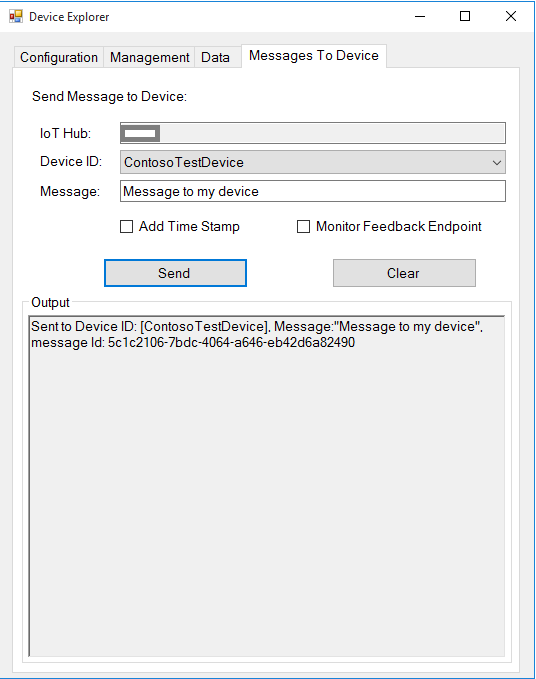 Device Explorer
Configuration Management Data Messages To Device
Send Message to Device:
IoT Hub:
Device ID: ContosoTestDevice
Message: Message to my device
Add Time Stamp Monitor Feedback Endpoint
Send Clear
Output
Sent to Device ID: [ContosoTestDevice], Message:"Message to my device",
message Id: 5c1c2106-7bdc-4064-a646-eb42d6a82490